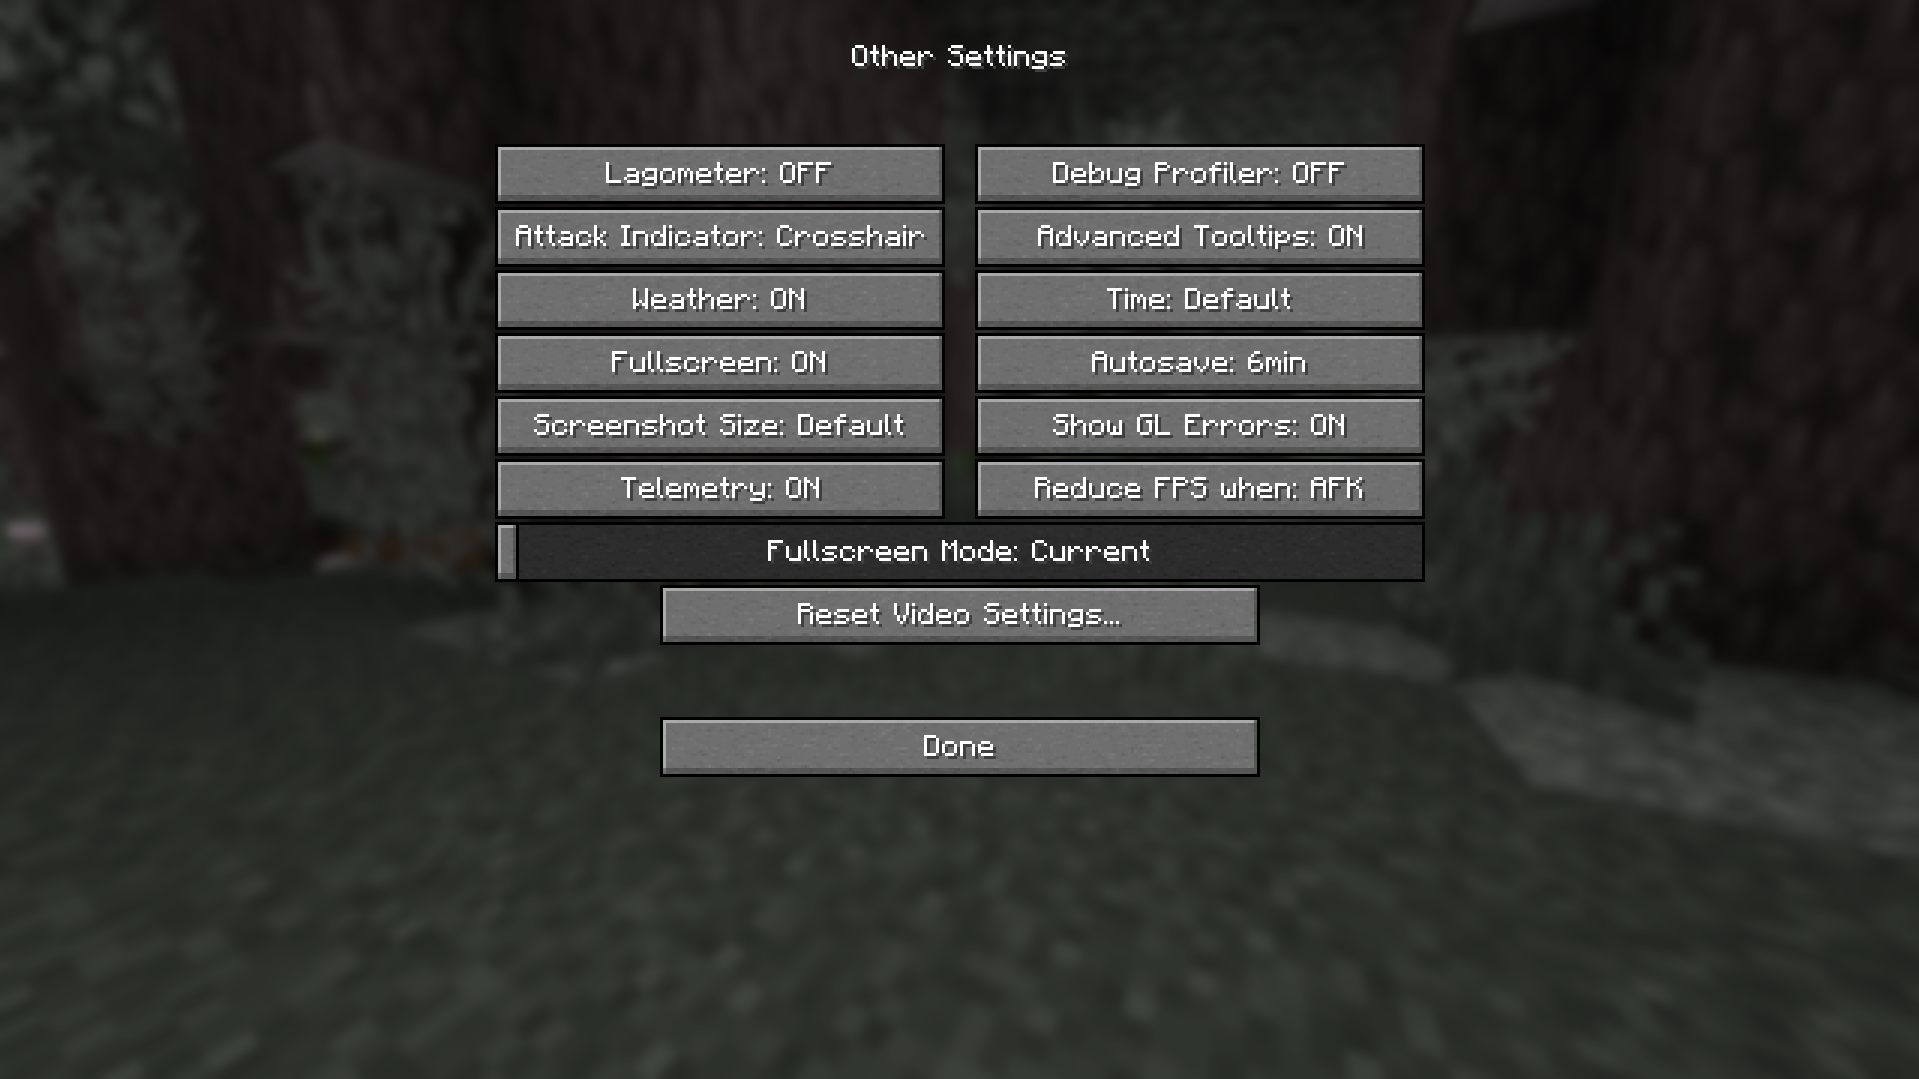 Other Settings
Lagometer: OFF
Debug Profiler: OFF
Attack Indicator: Crosshair
Advanced Tooltips: ON
Weather: ON
Time: Default
Fullscreen: ON
Autosave: 6min
Screenshot Size: Default
Show GL Errors: ON
Telemetry: ON
Reduce FPS when: AFK
Fullscreen Mode: Current
Reset Video Settings...
Done